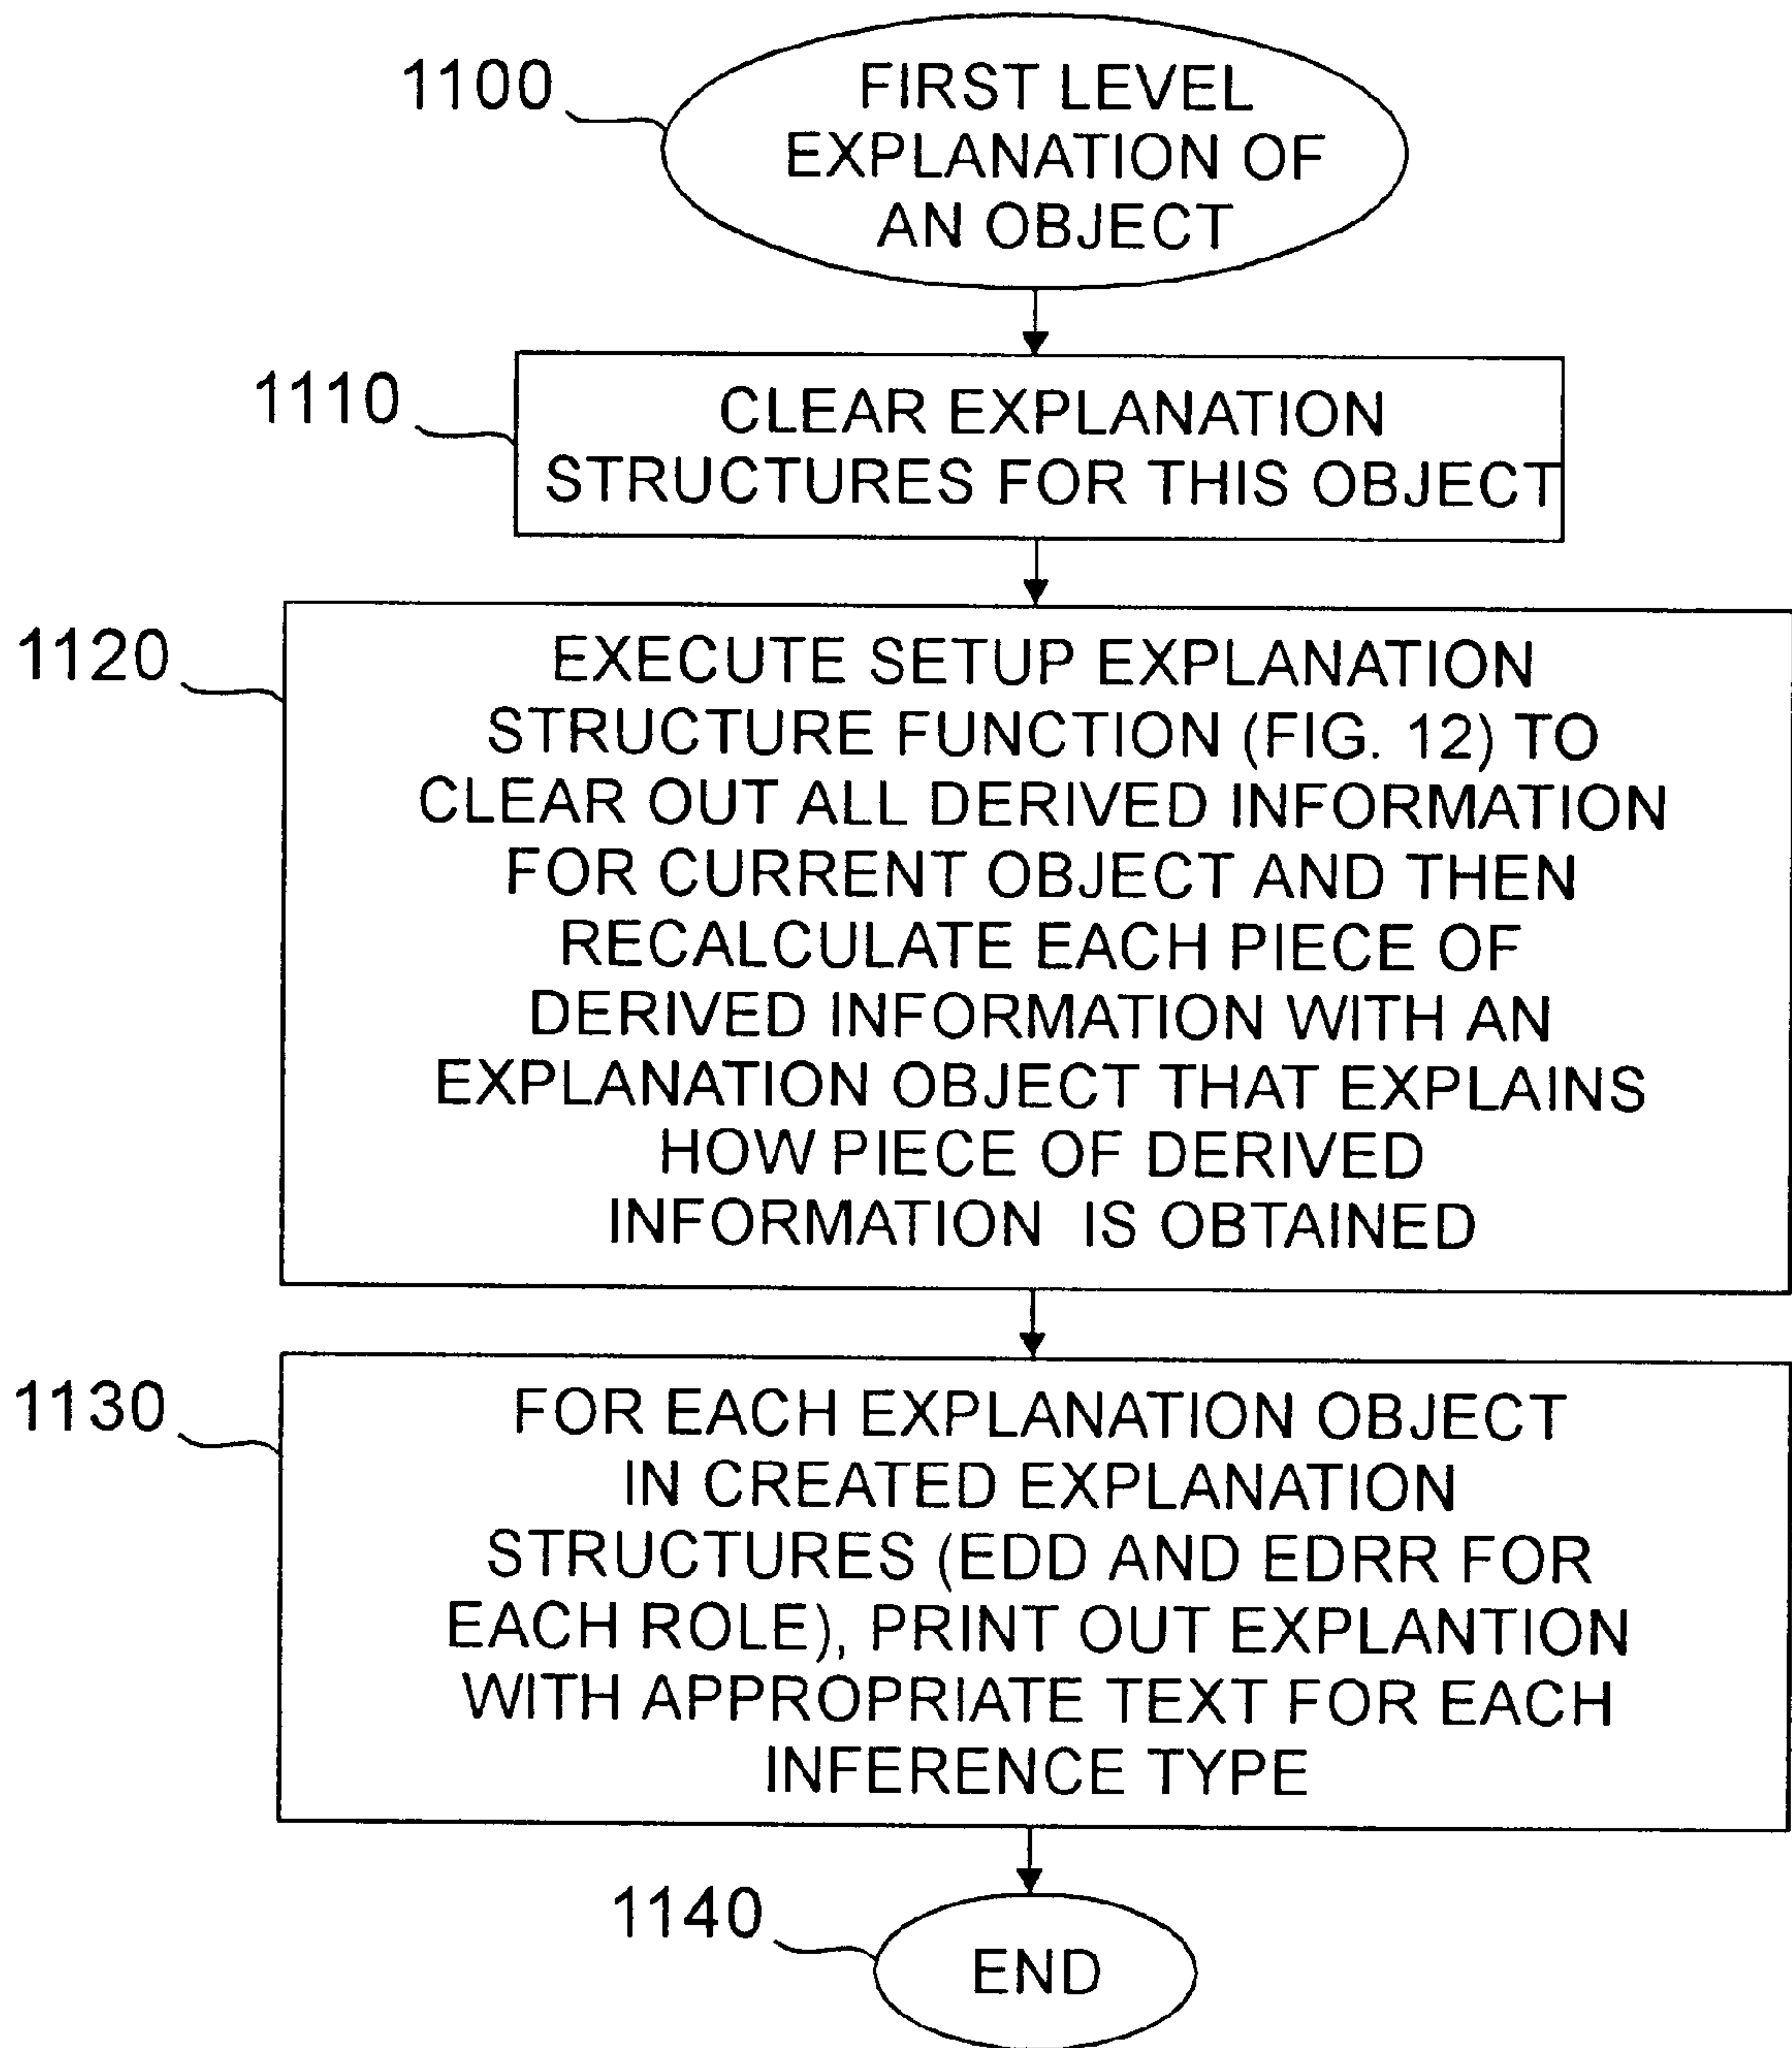 1100
FIRST LEVEL
EXPLANATION OF
AN OBJECT
1110
CLEAR EXPLANATION
STRUCTURES FOR THIS OBJECT
1120
EXECUTE SETUP EXPLANATION
STRUCTURE FUNCTION (FIG. 12) TO
CLEAR OUT ALL DERIVED INFORMATION
FOR CURRENT OBJECT AND THEN
RECALCULATE EACH PIECE OF
DERIVED INFORMATION WITH AN
EXPLANATION OBJECT THAT EXPLAINS
HOW PIECE OF DERIVED
INFORMATION IS OBTAINED
1130
FOR EACH EXPLANATION OBJECT
IN CREATED EXPLANATION
STRUCTURES (EDD AND EDRR FOR
EACH ROLE), PRINT OUT EXPLANTION
WITH APPROPRIATE TEXT FOR EACH
INFERENCE TYPE
1140
END